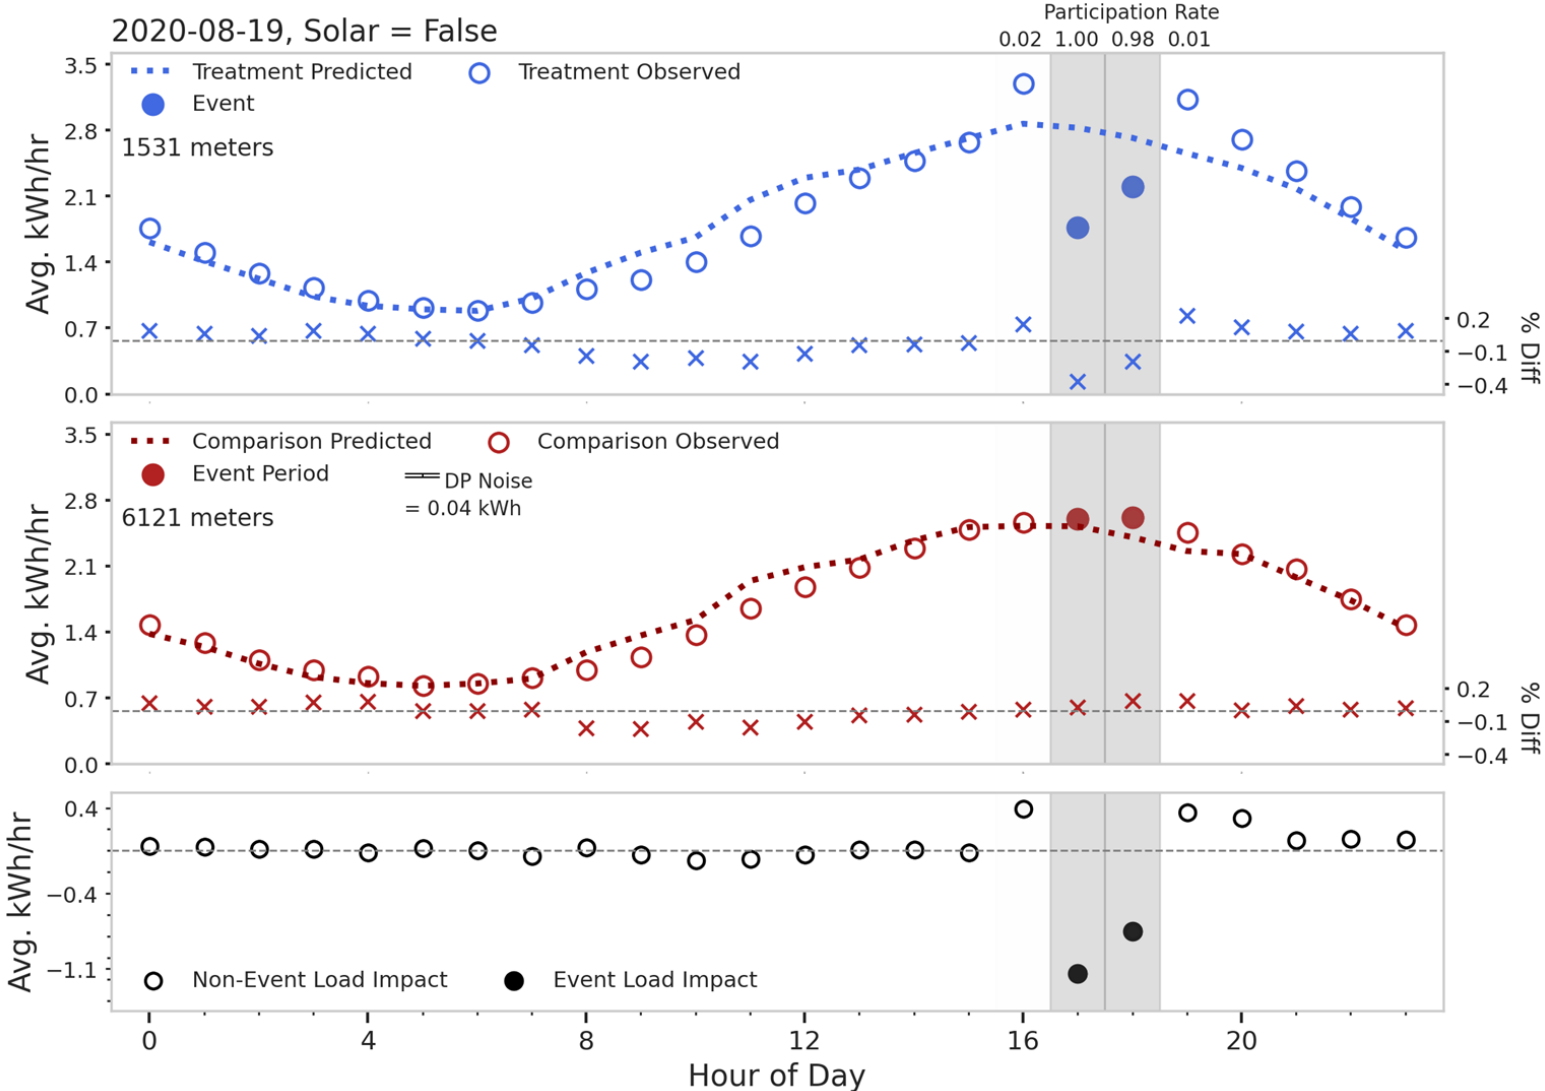 Participation Rate
2020-08-19, Solar = False
0.02 1.00 0.98 0.01
Treatment Predicted Treatment Observed
Event
1531 meters
Avg. kWh/hr
3.5
2.8
2.1
1.4
0.7
0.0
0.2
−0.1
−0.4
% Diff
Comparison Predicted Comparison Observed
Event Period
DP Noise
= 0.04 kWh
6121 meters
Avg. kWh/hr
3.5
2.8
2.1
1.4
0.7
0.0
0.2
−0.1
−0.4
% Diff
Avg. kWh/hr
0.4
−0.4
−1.1
Non-Event Load Impact Event Load Impact
0 4 8 12 16 20
Hour of Day